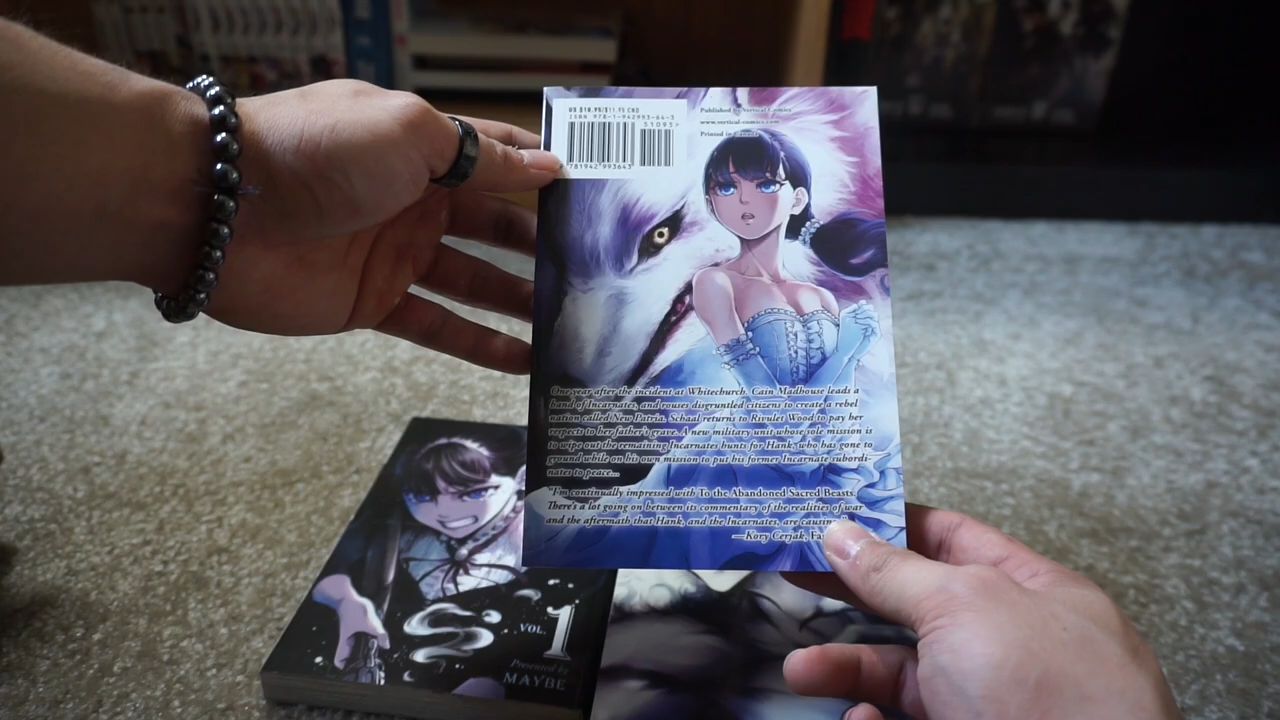 US $10.95/$11.95 CND
ISBN 978-1-942993-64-3
51095>
781942 993643
Published by Vertical Comics
www.vertical-comics.com
Printed in Canada
One year after the incident at Whitechurch. Cain Madhouse leads a
band of Incarnates, and rouses disgruntled citizens to create a rebel
nation called New Patria. Schaal returns to Rivulet Wood to pay her
respects to her father's grave. A new military unit whose sole mission is
to wipe out the remaining Incarnates hunts for Hank, who has gone to
ground while on his own mission to put his former Incarnate subordi-
nates to peace...
"I'm continually impressed with To the Abandoned Sacred Beasts.
There's a lot going on between its commentary of the realities of war
and the aftermath that Hank, and the Incarnates, are causing."
—Kory Cerjak,
VOL. 1
Presented by
MAYBE